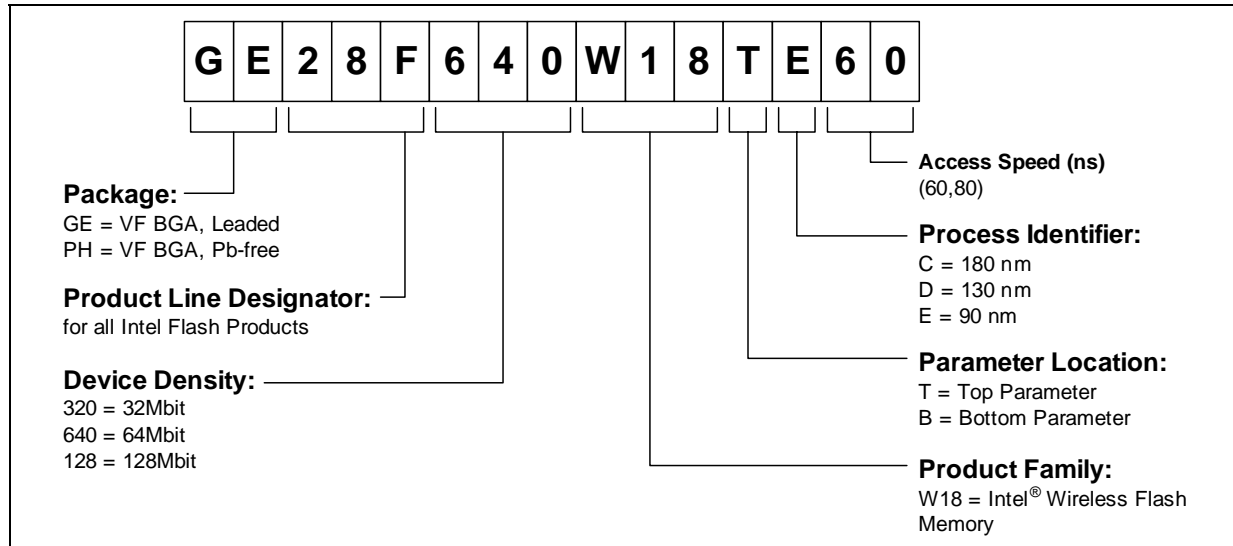 G E 2 8 F 6 4 0 W 1 8 T E 6 0
Package:
GE = VF BGA, Leaded
PH = VF BGA, Pb-free
Product Line Designator:
for all Intel Flash Products
Device Density:
320 = 32Mbit
640 = 64Mbit
128 = 128Mbit
Access Speed (ns)
(60,80)
Process Identifier:
C = 180 nm
D = 130 nm
E = 90 nm
Parameter Location:
T = Top Parameter
B = Bottom Parameter
Product Family:
W18 = Intel® Wireless Flash
Memory